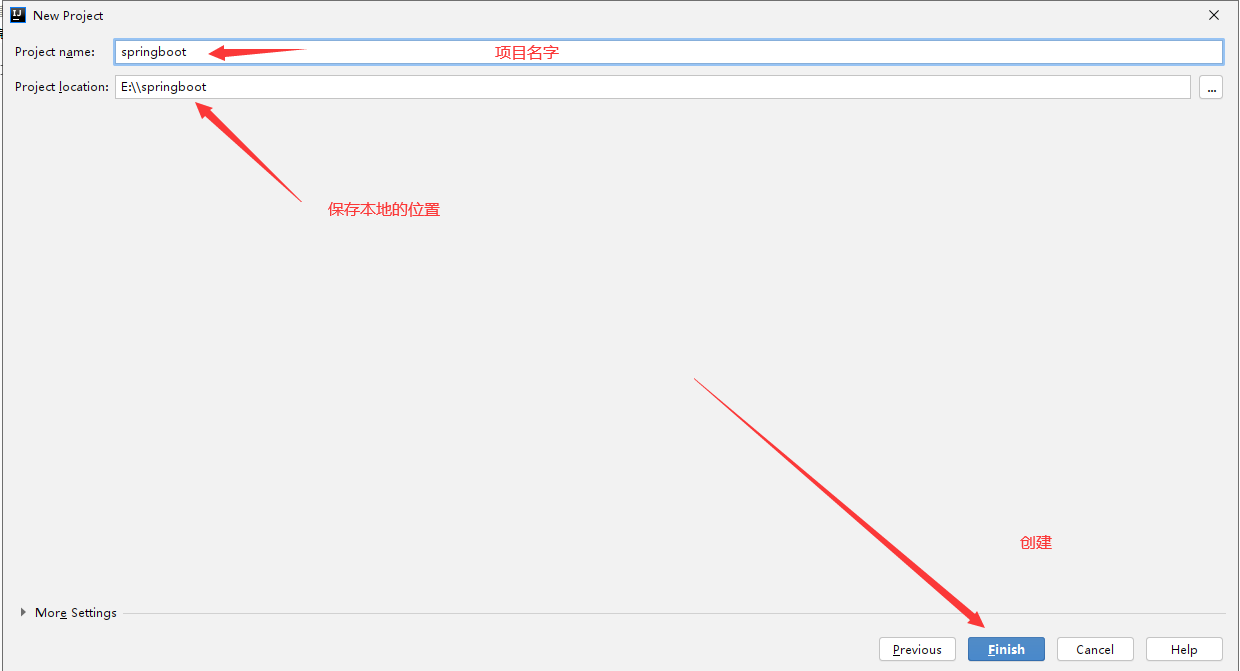 New Project
Project name: springboot 项目名字
Project location: E:\\springboot ...
保存本地的位置
创建
More Settings
Previous Finish Cancel Help